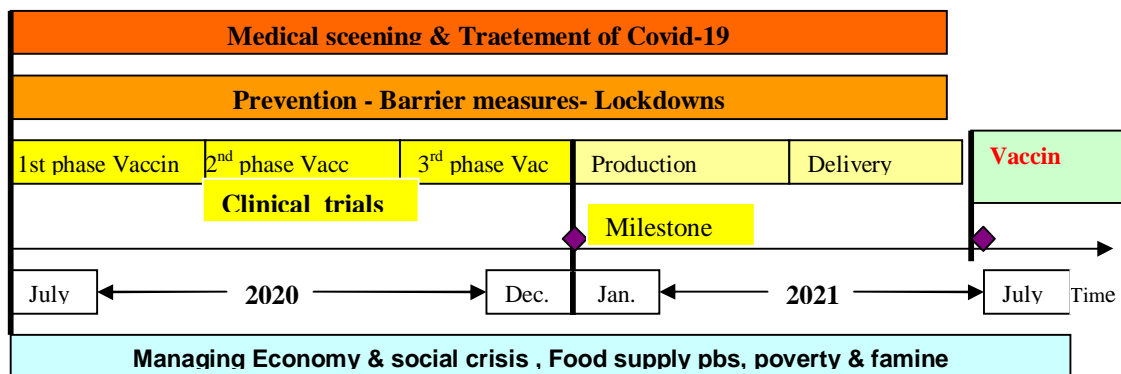 Medical sceening & Traetement of Covid-19
Prevention - Barrier measures- Lockdowns
1st phase Vaccin 2nd phase Vacc 3rd phase Vac Production Delivery Vaccin
Clinical trials
Milestone
July 2020 Dec. Jan. 2021 July Time
Managing Economy & social crisis , Food supply pbs, poverty & famine